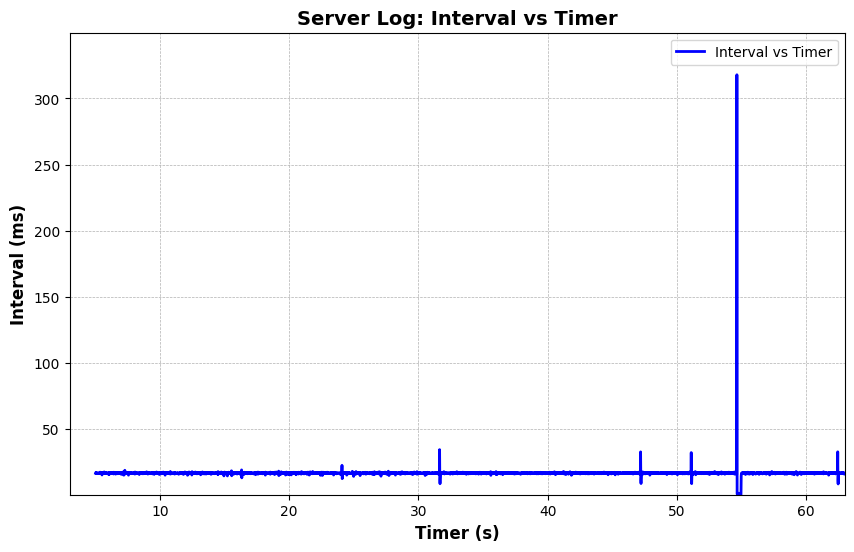 Server Log: Interval vs Timer
Interval vs Timer
Interval (ms)
300
250
200
150
100
50
10 20 30 40 50 60
Timer (s)